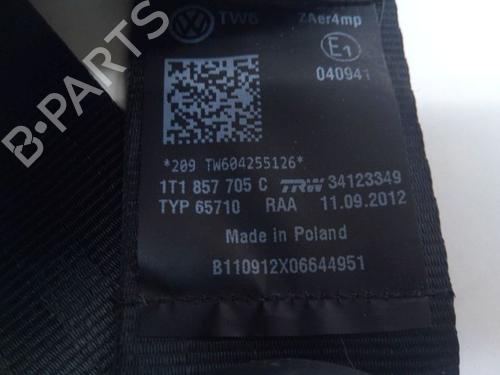 TW6 ZAer4mp
E1
040941
*209 TW604255126*
1T1 857 705 C TRW 34123349
TYP 65710 RAA 11.09.2012
Made in Poland
B110912X06644951
B-PARTS